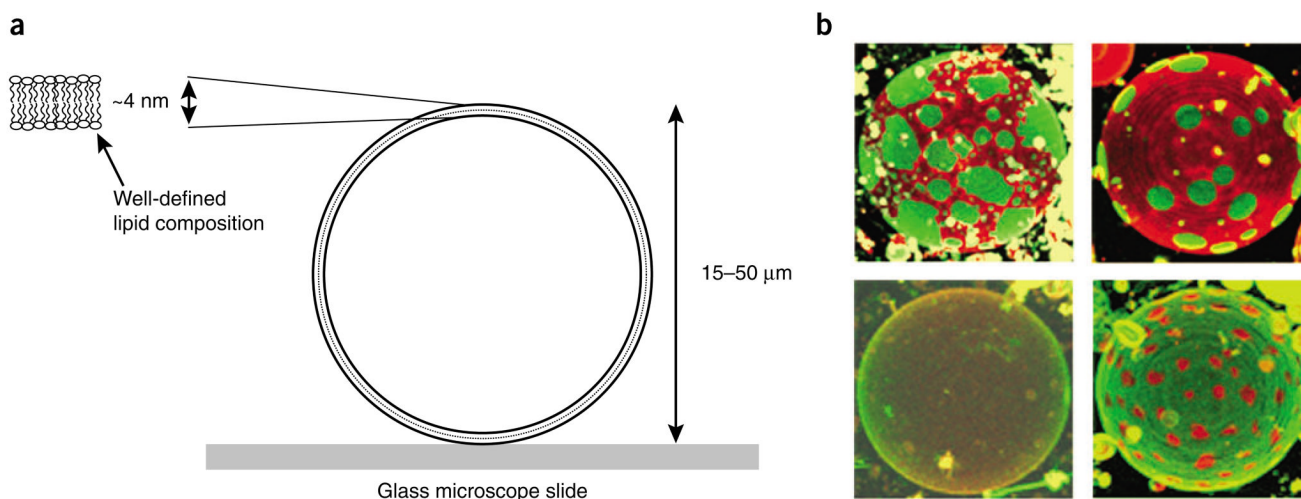 a
~4 nm
Well-defined
lipid composition
15–50 μm
Glass microscope slide
b